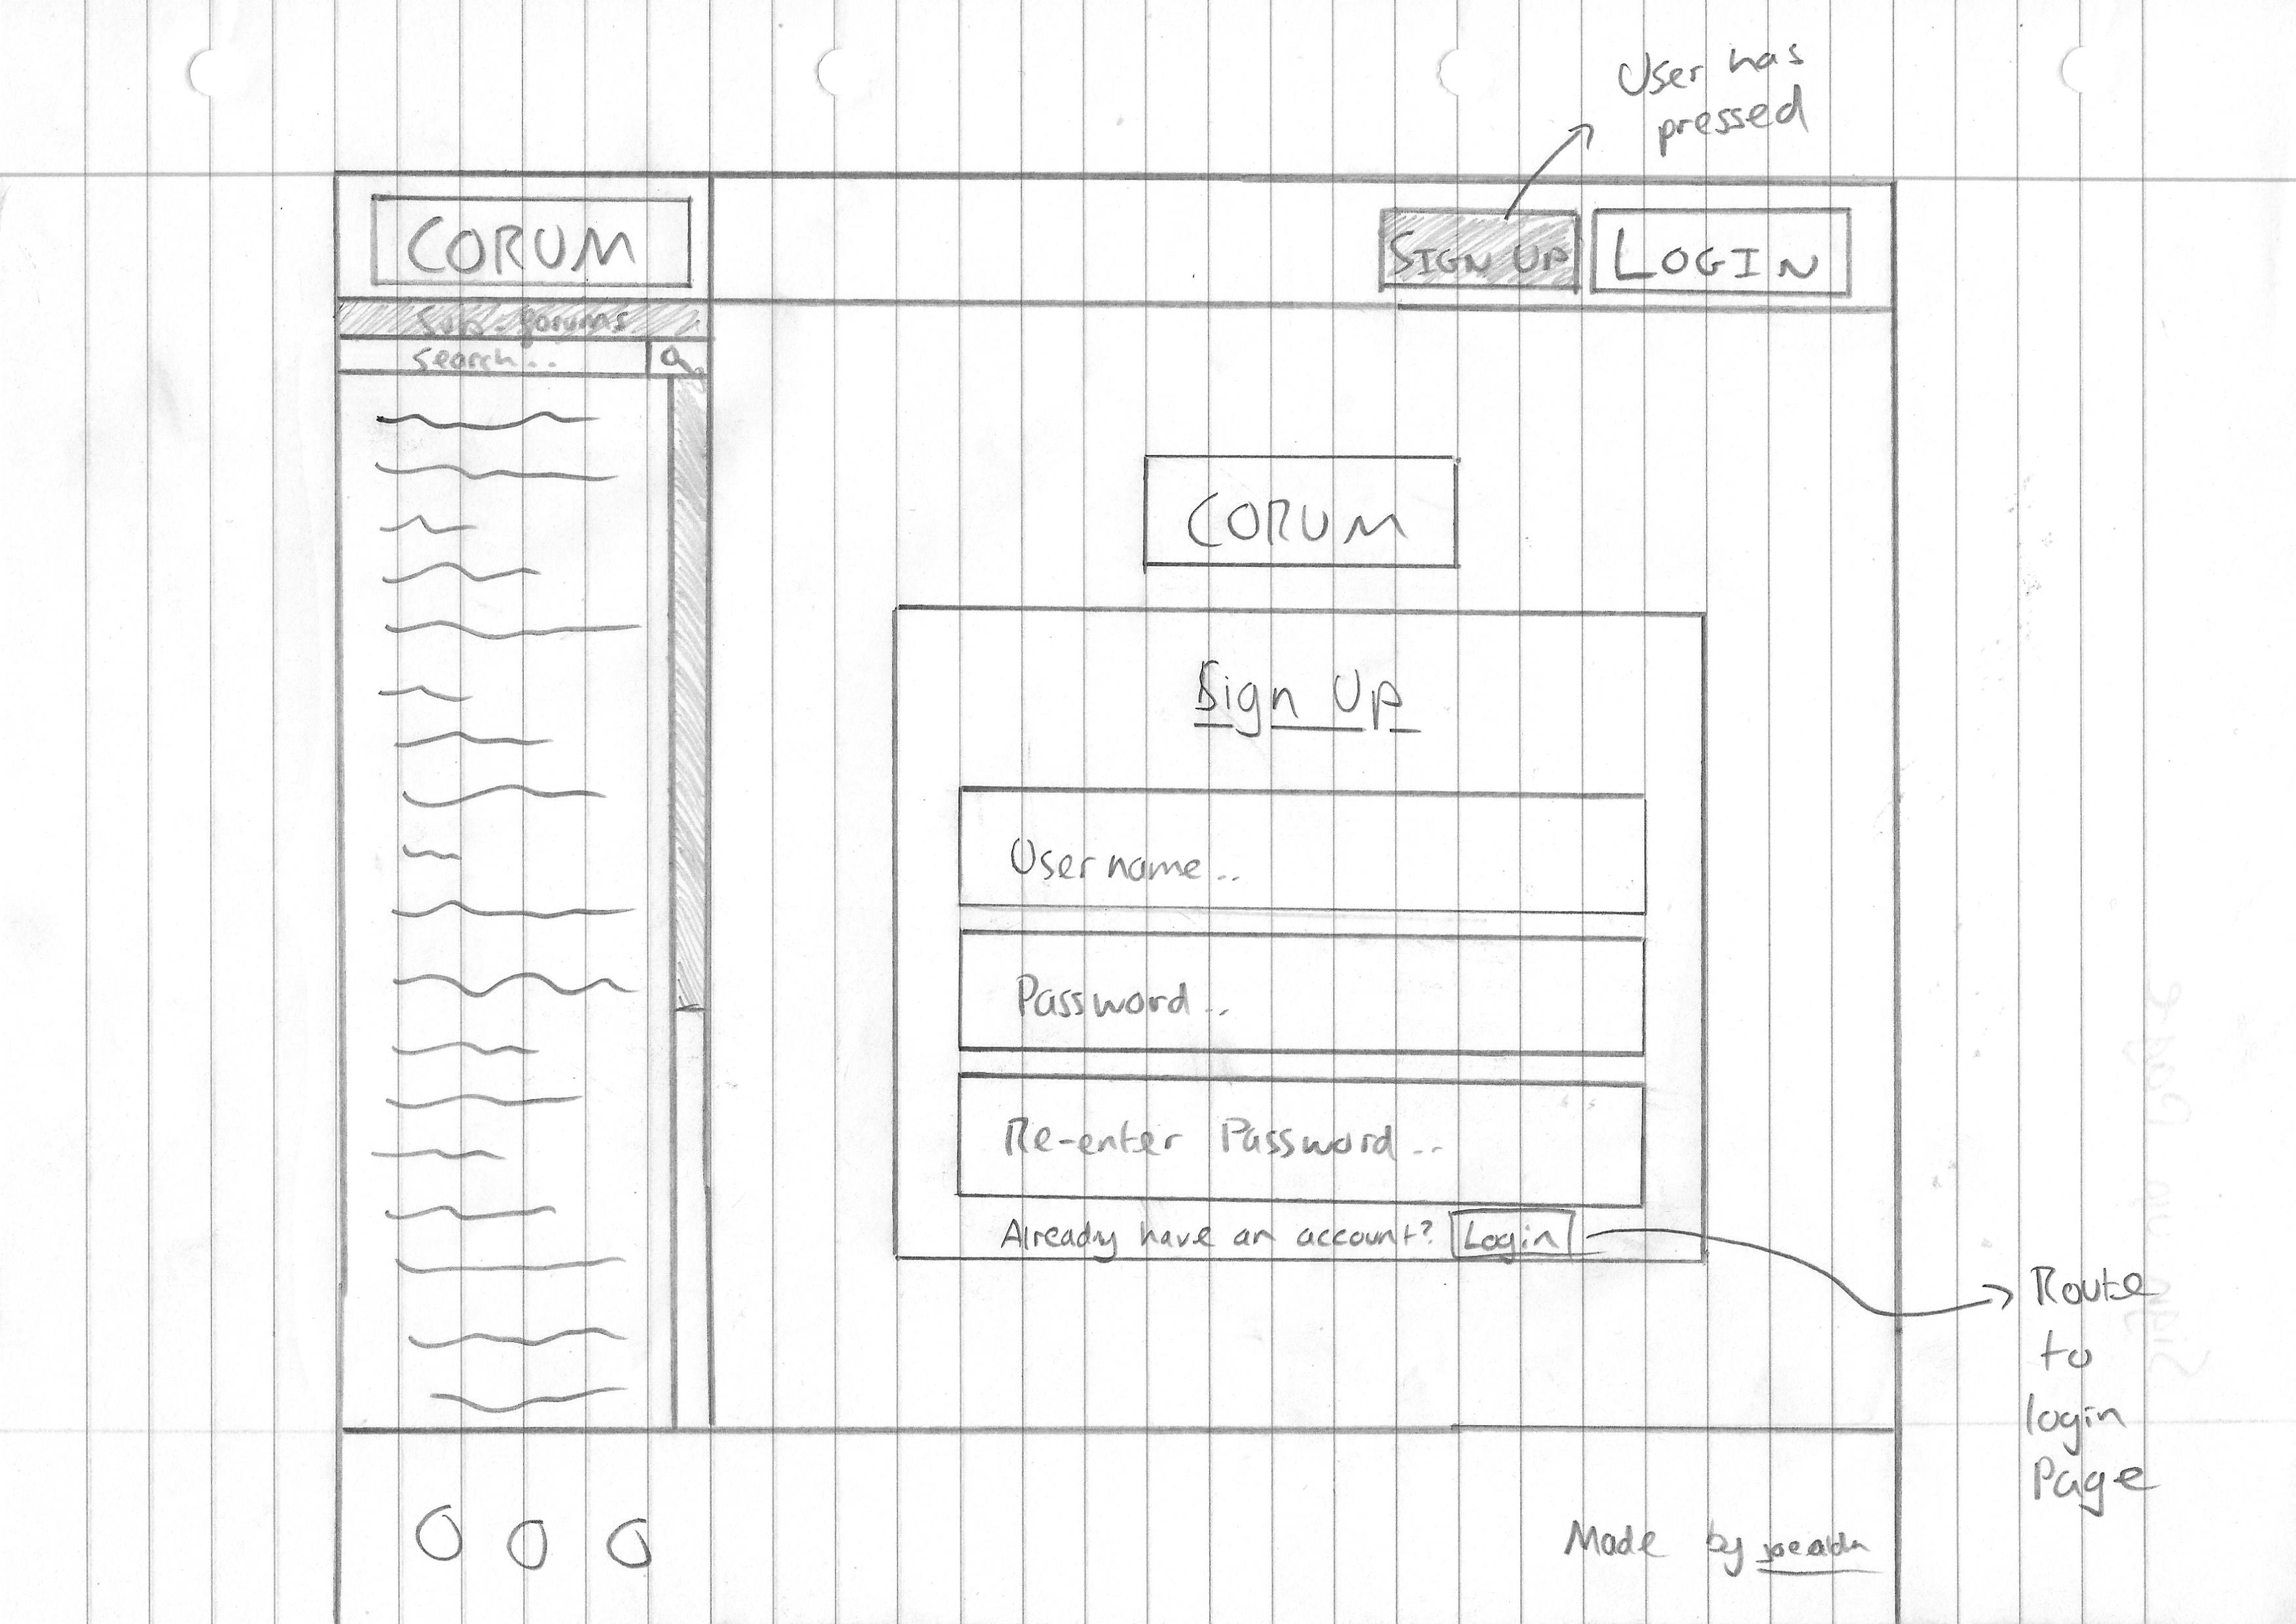 User has
pressed
CORUM
SIGN UP
LOGIN
Sub-forums
Search..
CORUM
Sign Up
Username..
Password..
Re-enter Password..
Already have an account? Login
Route
to
login
Page
Made by